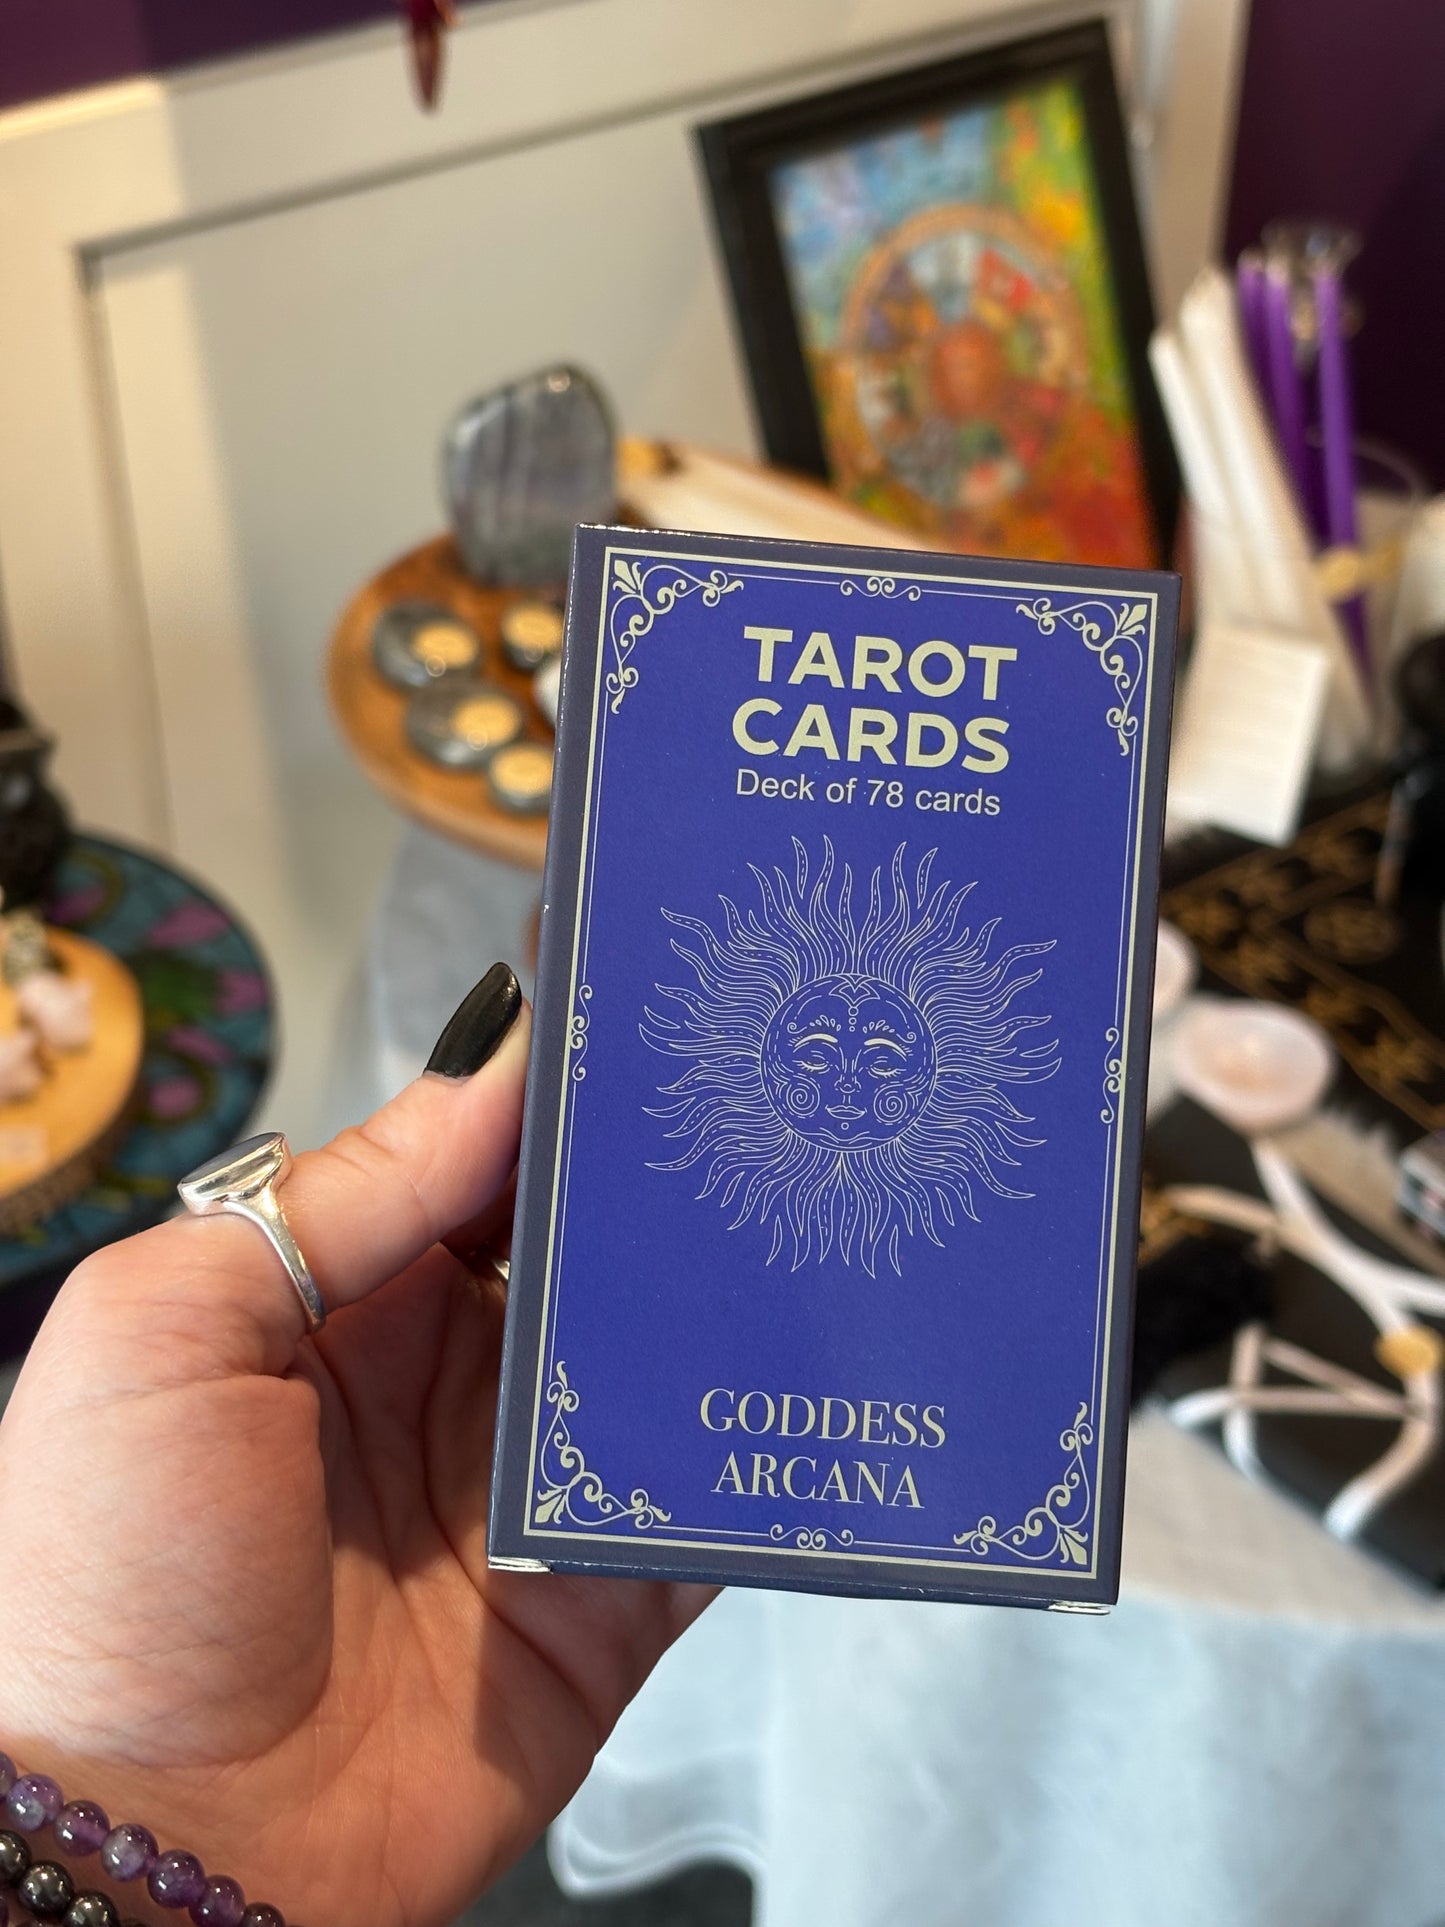 TAROT
CARDS
Deck of 78 cards
GODDESS
ARCANA